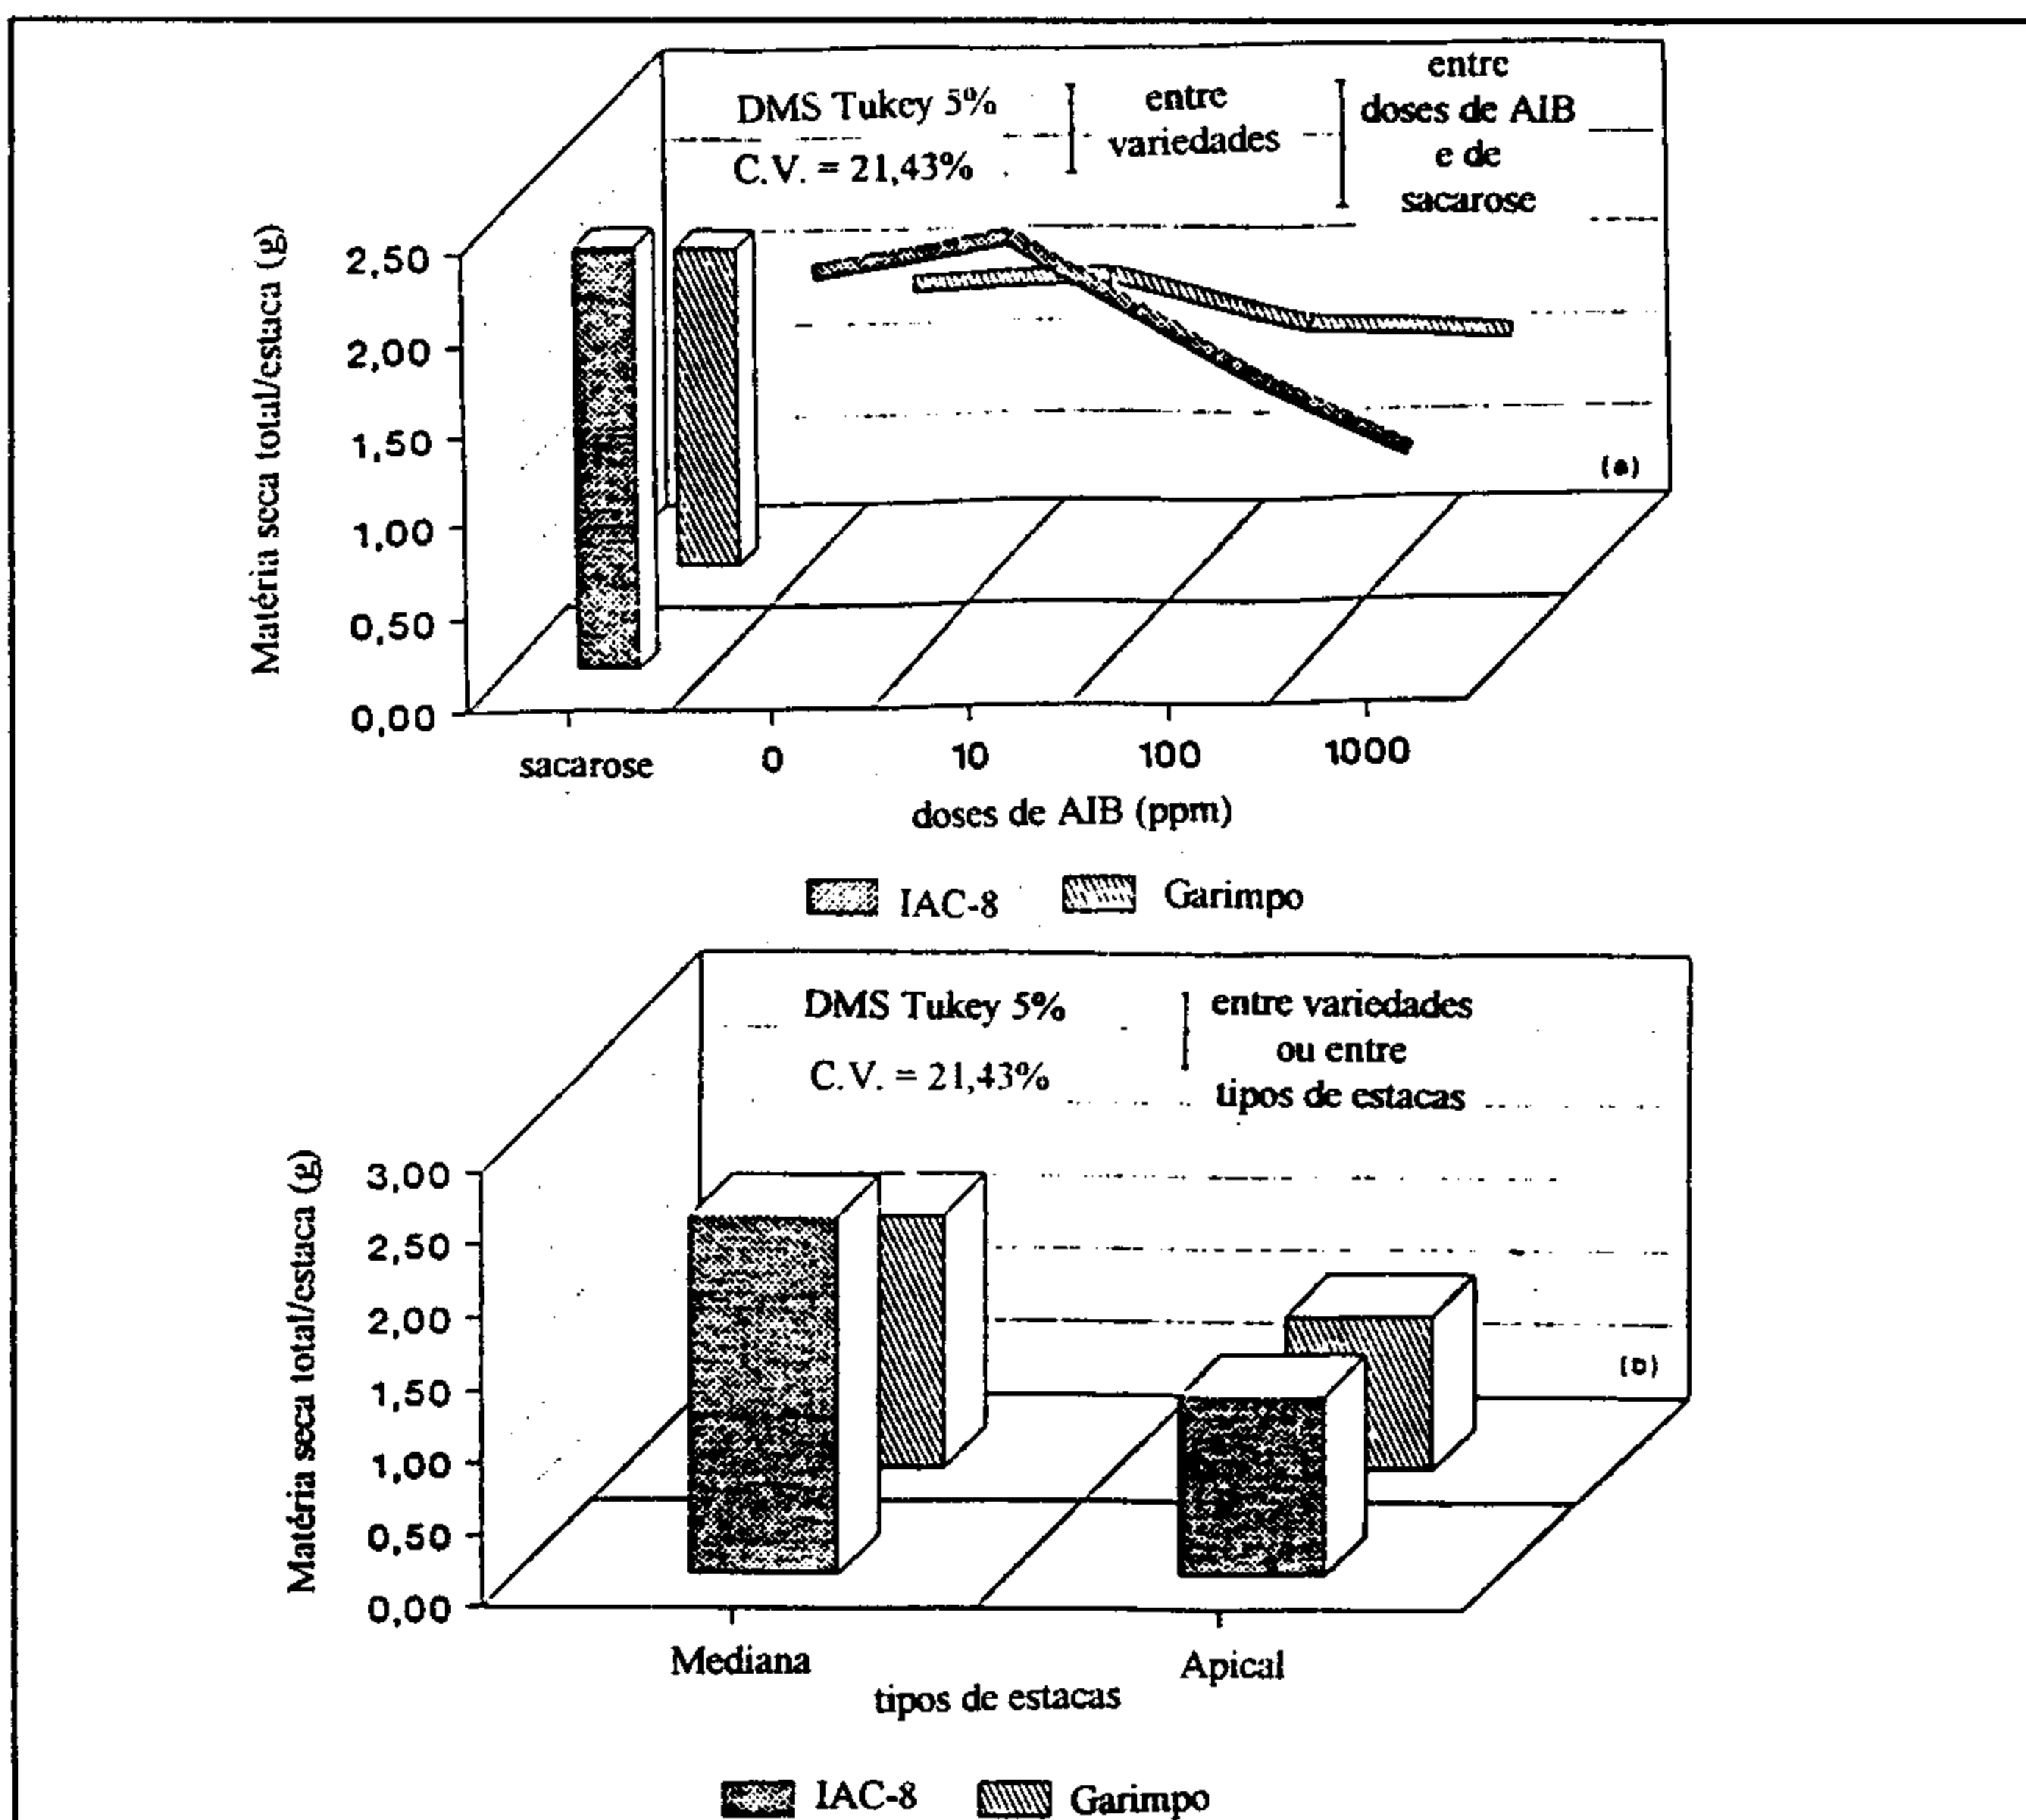 DMS Tukey 5%
C.V. = 21,43%
entre
variedades
entre
doses de AIB
e de
sacarose
Matéria seca total/estaca (g)
2,50
2,00
1,50
1,00
0,50
0,00
(a)
sacarose 0 10 100 1000
doses de AIB (ppm)
IAC-8 Garimpo
DMS Tukey 5%
C.V. = 21,43%
entre variedades
ou entre
tipos de estacas
Matéria seca total/estaca (g)
3,00
2,50
2,00
1,50
1,00
0,50
0,00
(b)
Mediana Apical
tipos de estacas
IAC-8 Garimpo